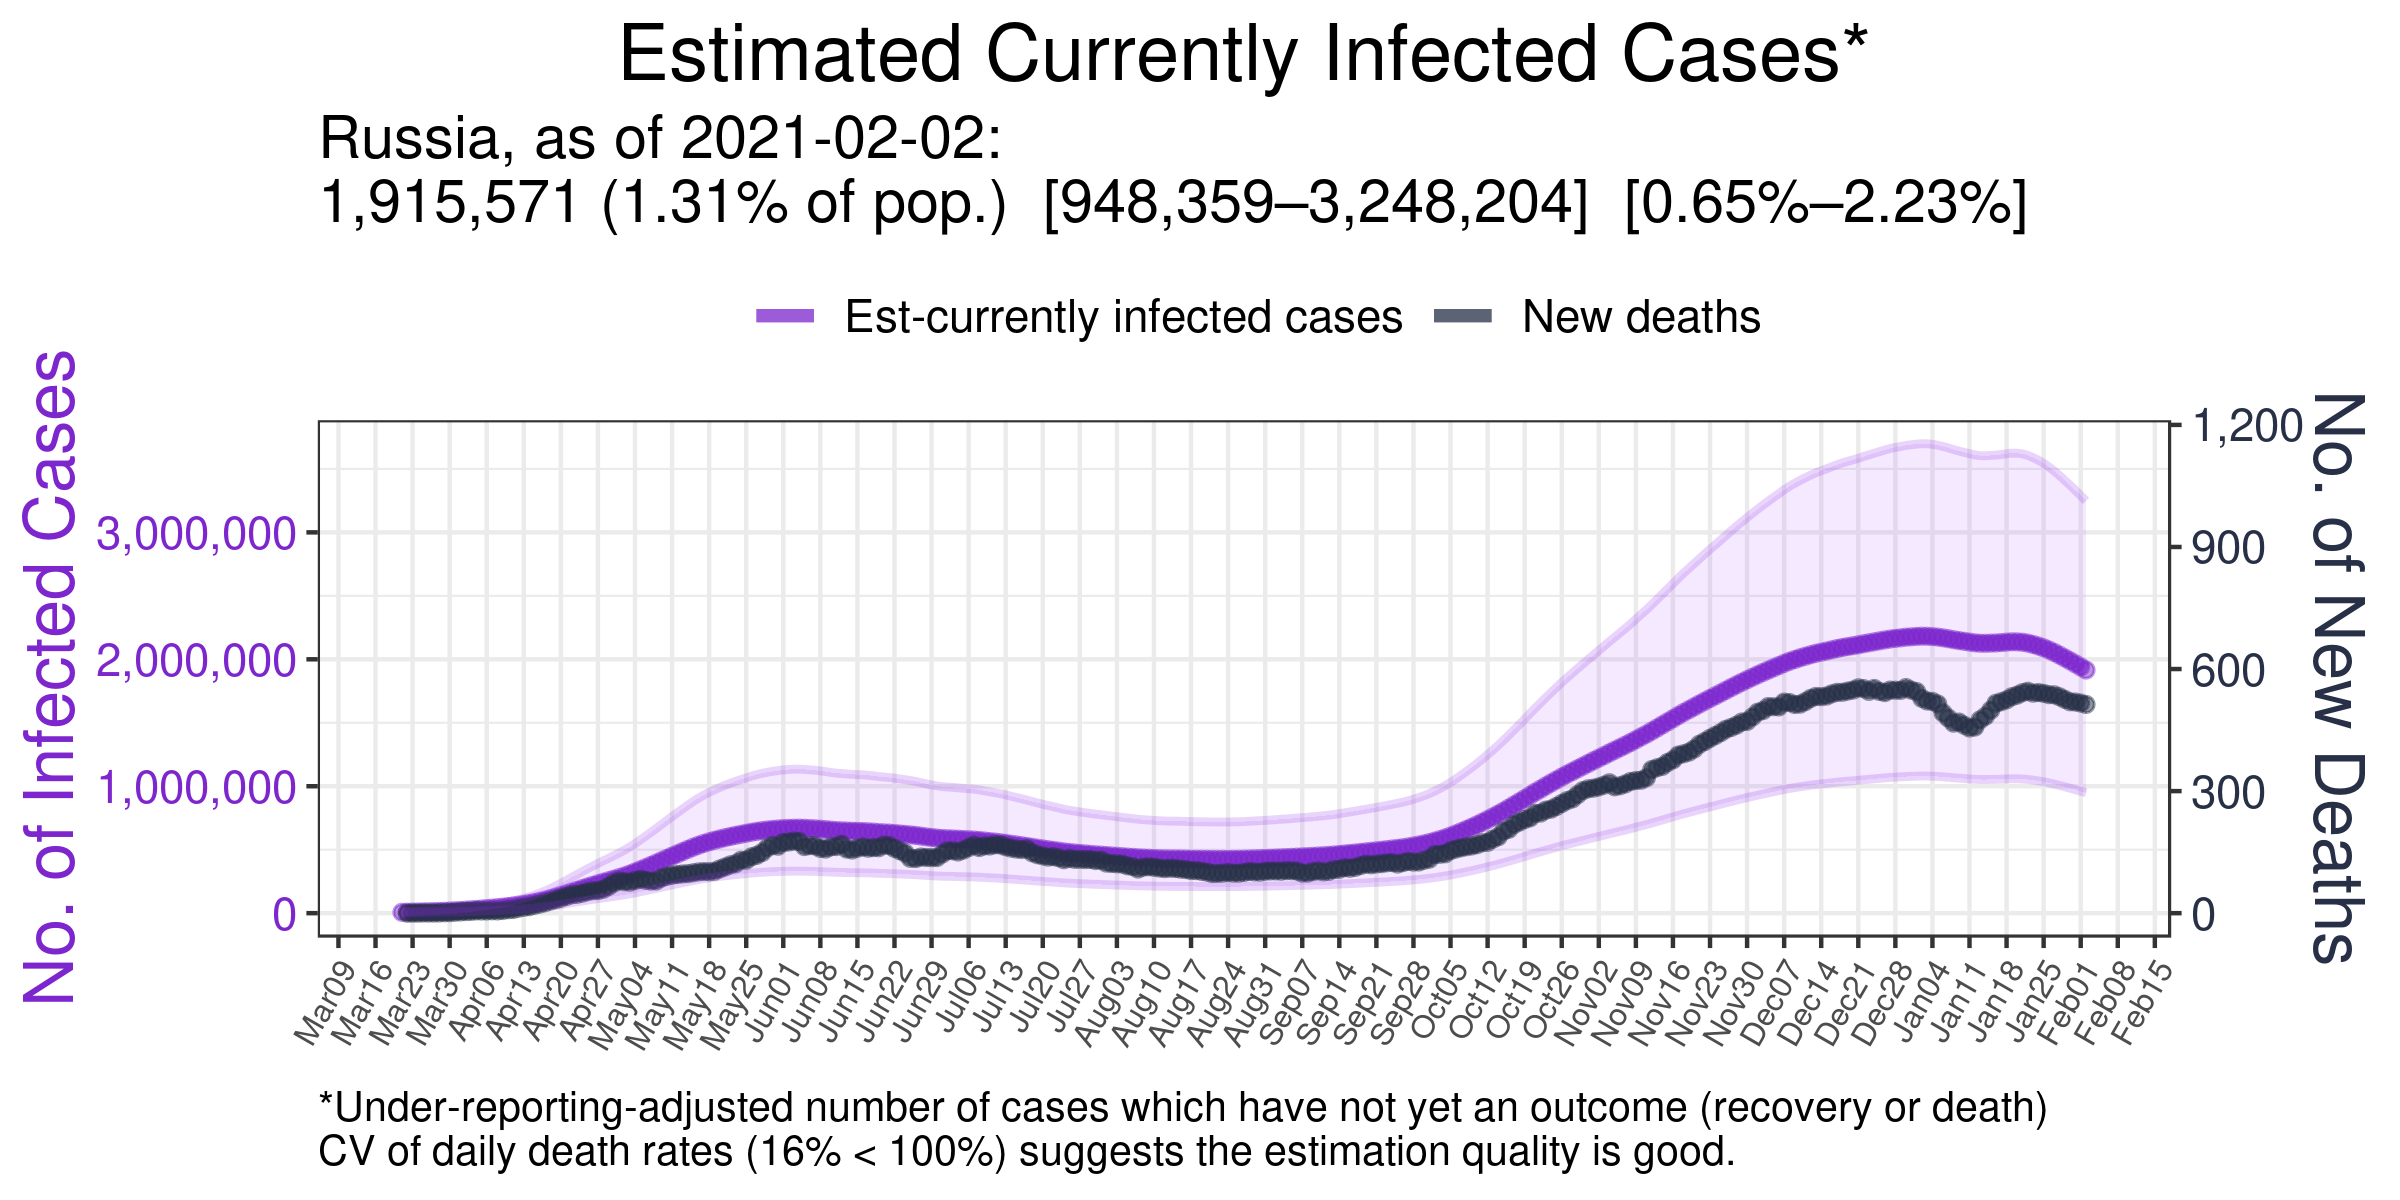 Estimated Currently Infected Cases*
Russia, as of 2021-02-02:
1,915,571 (1.31% of pop.) [948,359–3,248,204] [0.65%–2.23%]
Est-currently infected cases
New deaths
No. of Infected Cases
3,000,000
2,000,000
1,000,000
0
1,200
900
600
300
0
No. of New Deaths
Mar09
Mar16
Mar23
Mar30
Apr06
Apr13
Apr20
Apr27
May04
May11
May18
May25
Jun01
Jun08
Jun15
Jun22
Jun29
Jul06
Jul13
Jul20
Jul27
Aug03
Aug10
Aug17
Aug24
Aug31
Sep07
Sep14
Sep21
Sep28
Oct05
Oct12
Oct19
Oct26
Nov02
Nov09
Nov16
Nov23
Nov30
Dec07
Dec14
Dec21
Dec28
Jan04
Jan11
Jan18
Jan25
Feb01
Feb08
Feb15
*Under-reporting-adjusted number of cases which have not yet an outcome (recovery or death)
CV of daily death rates (16% < 100%) suggests the estimation quality is good.